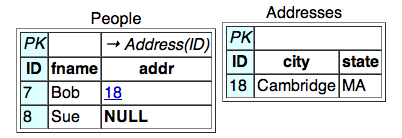 People
PK → Address(ID)
ID fname addr
7 Bob 18
8 Sue NULL
Addresses
PK
ID city state
18 Cambridge MA